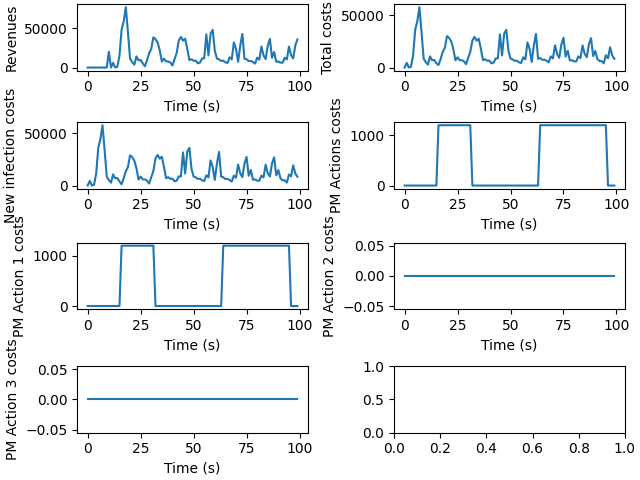 Revenues
50000
0
0 25 50 75 100
Time (s)
Total costs
50000
0
0 25 50 75 100
Time (s)
New infection costs
50000
0
0 25 50 75 100
Time (s)
PM Actions costs
1000
0
0 25 50 75 100
Time (s)
PM Action 1 costs
1000
0
0 25 50 75 100
Time (s)
PM Action 2 costs
0.05
0.00
−0.05
0 25 50 75 100
Time (s)
PM Action 3 costs
0.05
0.00
−0.05
0 25 50 75 100
Time (s)
1.0
0.5
0.0
0.0 0.2 0.4 0.6 0.8 1.0